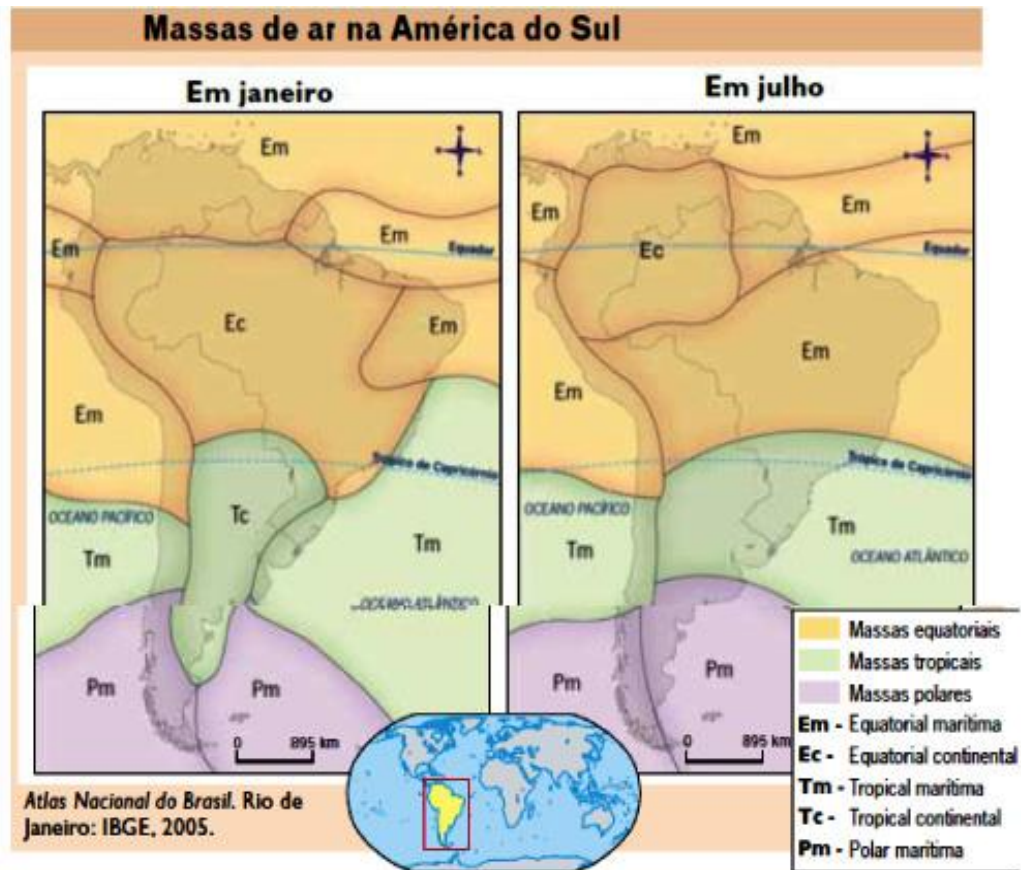 Massas de ar na América do Sul
Em janeiro
Em
Em
Em
Equador
Ec
Em
Em
Trópico de Capricórnio
OCEANO PACÍFICO
Tc
Tm
Tm
OCEANO ATLÂNTICO
Pm
Pm
0 895 km
Em julho
Em
Em
Em
Ec
Equador
Em
Em
Trópico de Capricórnio
OCEANO PACÍFICO
Tm
Tm
OCEANO ATLÂNTICO
Pm
Pm
0 895 km
Massas equatoriais
Massas tropicais
Massas polares
Em - Equatorial marítima
Ec - Equatorial continental
Tm - Tropical marítima
Tc - Tropical continental
Pm - Polar marítima
Atlas Nacional do Brasil. Rio de
Janeiro: IBGE, 2005.